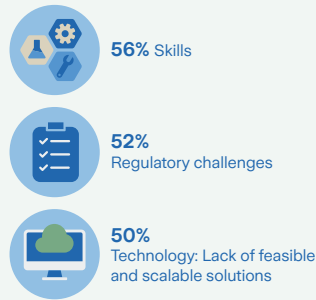 56% Skills
52%
Regulatory challenges
50%
Technology: Lack of feasible
and scalable solutions